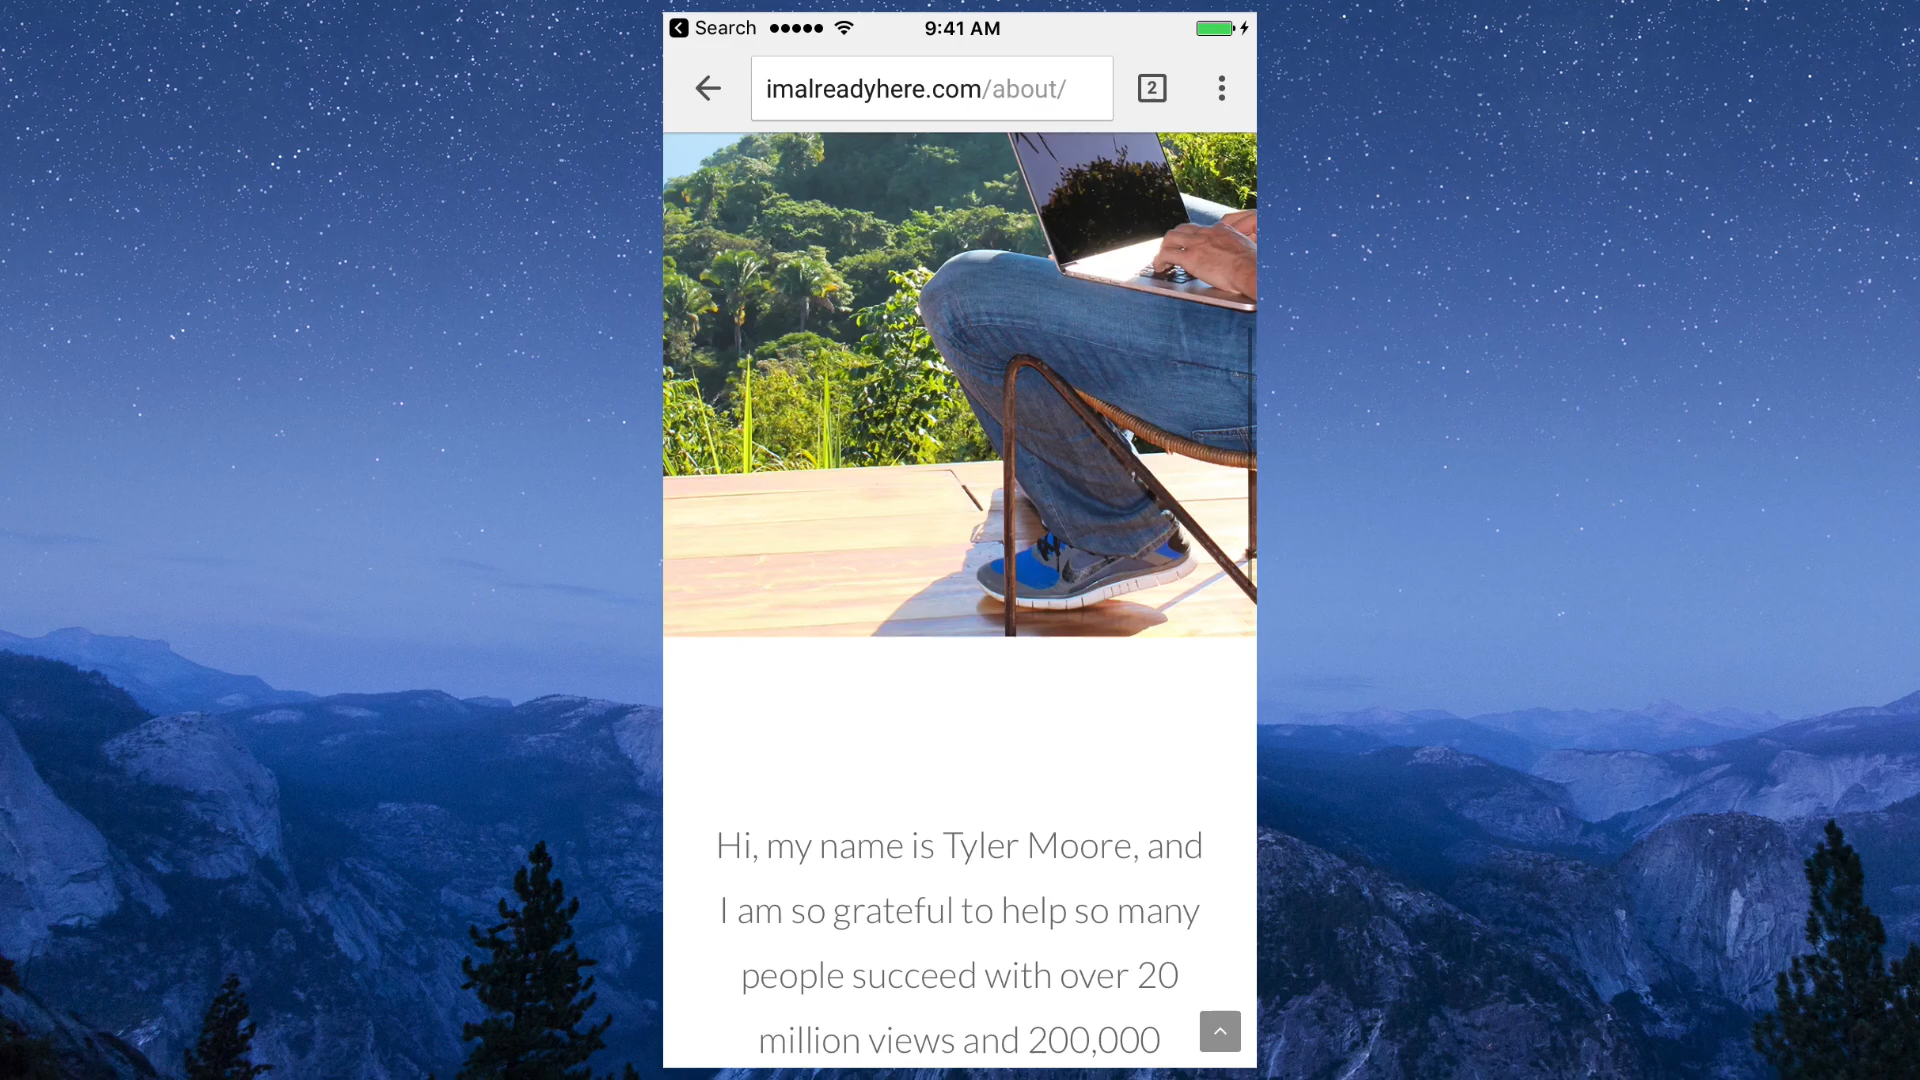 Search
9:41 AM
imalreadyhere.com/about/
2
Hi, my name is Tyler Moore, and
I am so grateful to help so many
people succeed with over 20
million views and 200,000